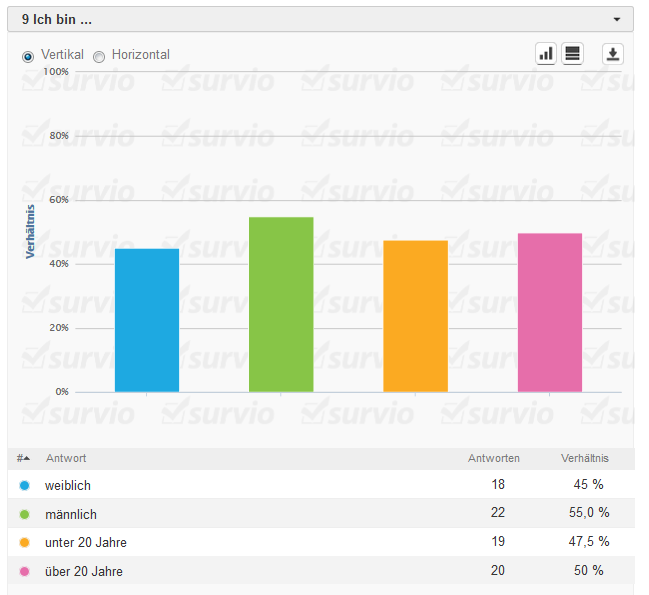 9 Ich bin ...
Vertikal Horizontal
100%
80%
60%
40%
20%
0%
Verhältnis
survio
# Antwort Antworten Verhältnis
weiblich 18 45 %
männlich 22 55,0 %
unter 20 Jahre 19 47,5 %
über 20 Jahre 20 50 %